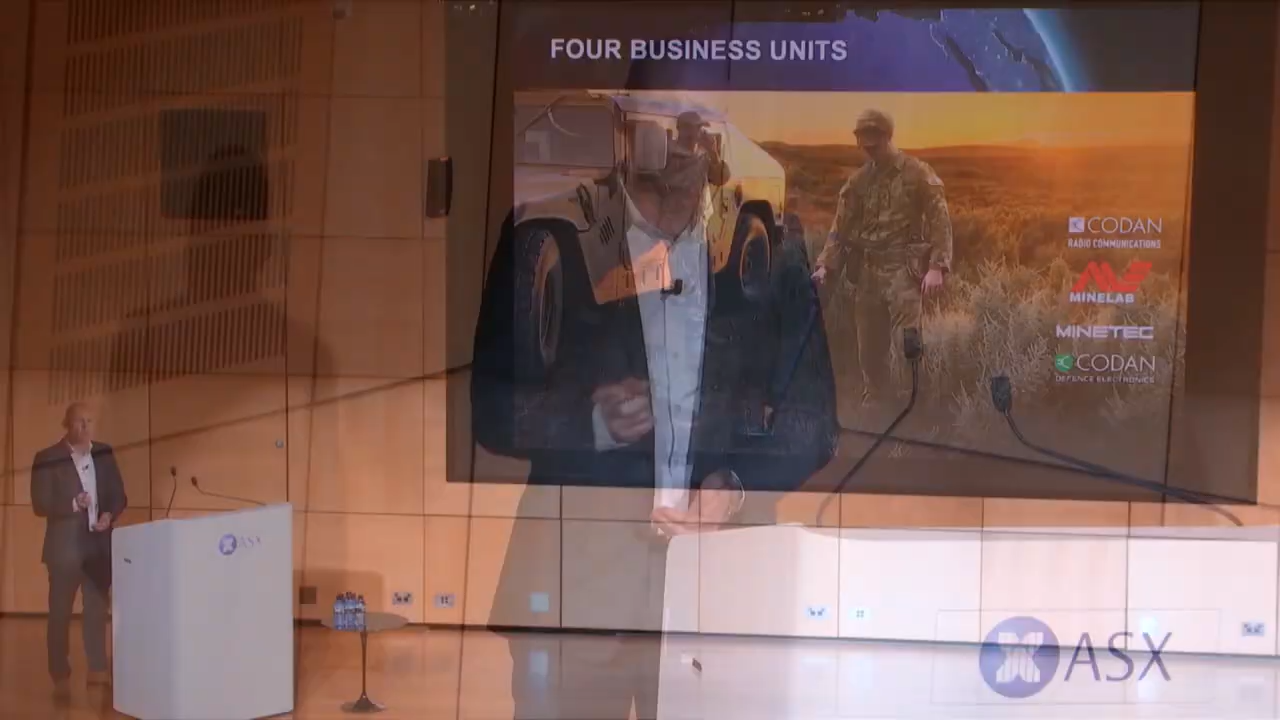 FOUR BUSINESS UNITS
CODAN
RADIO COMMUNICATIONS
MINELAB
MINETEC
CODAN
DEFENCE ELECTRONICS
ASX
ASX